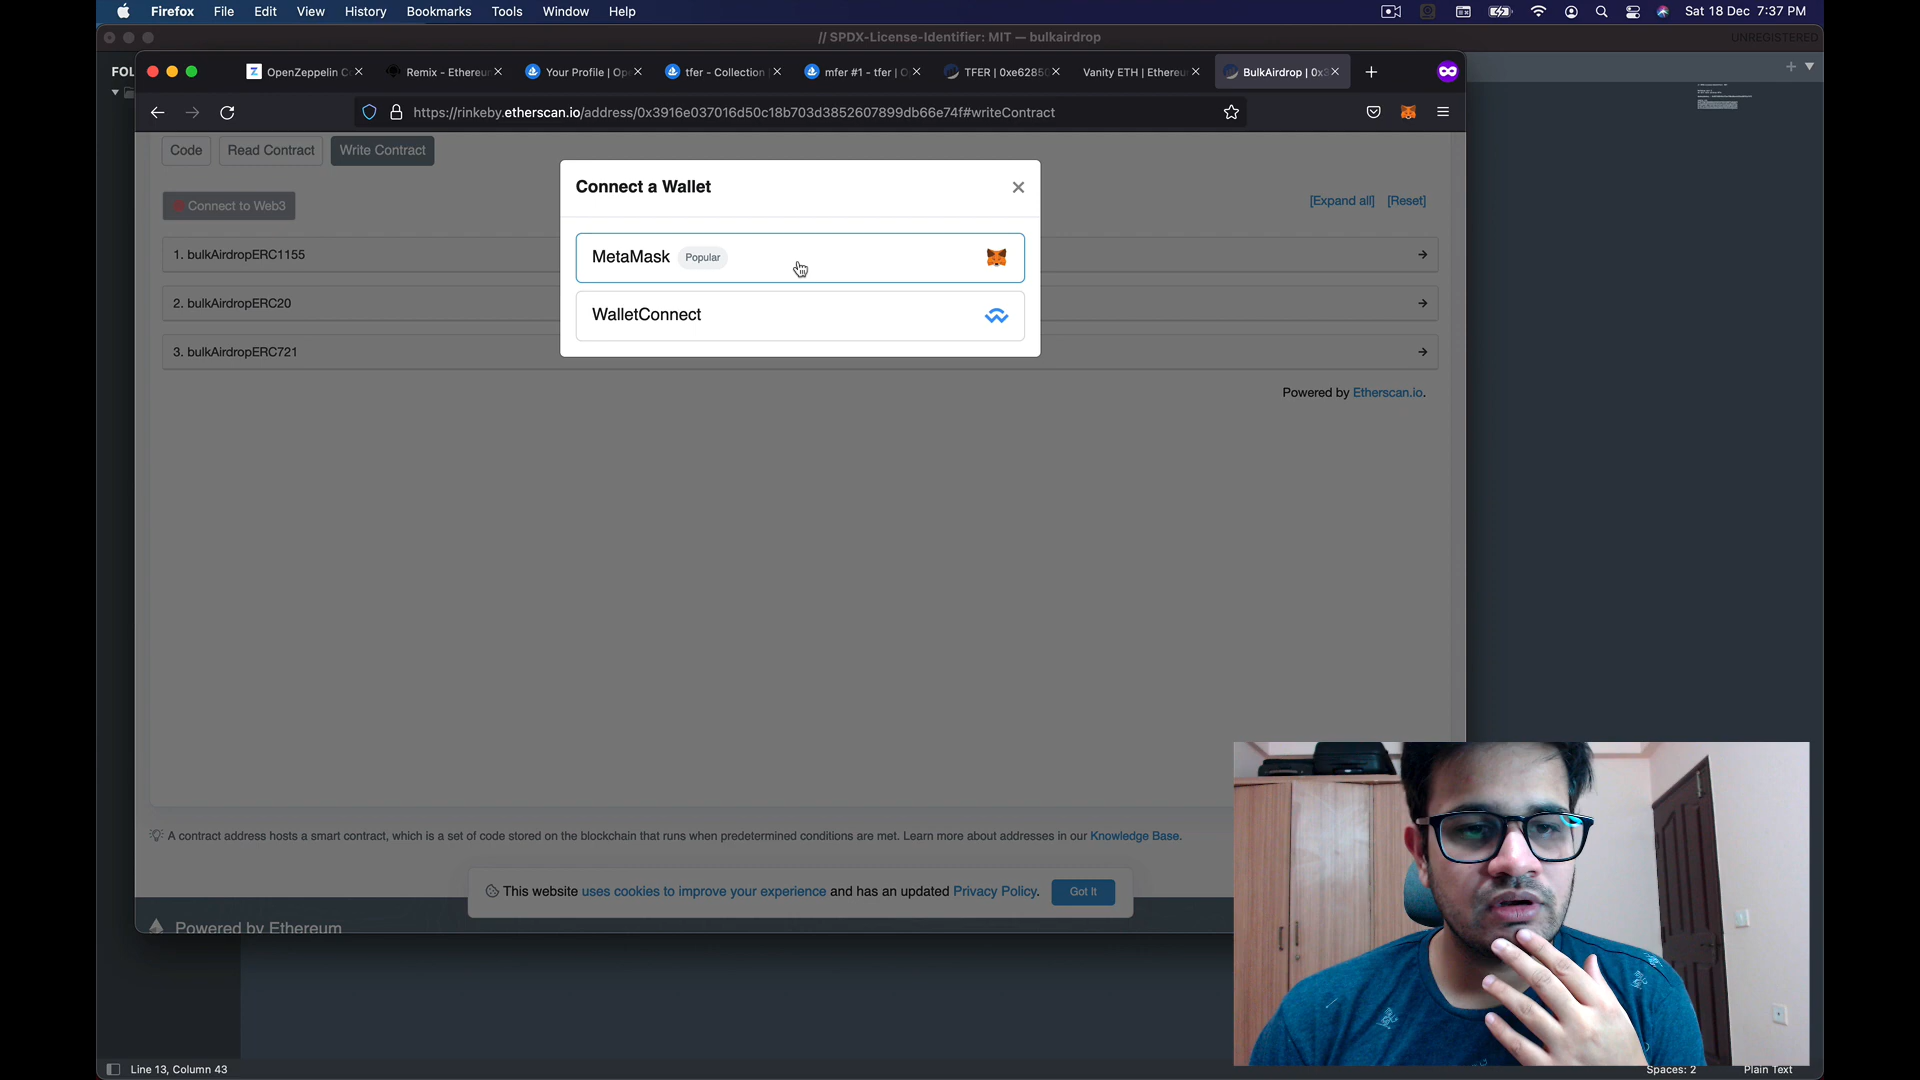 Firefox File Edit View History Bookmarks Tools Window Help Sat 18 Dec 7:37 PM
// SPDX-License-Identifier: MIT — bulkairdrop UNREGISTERED
FOL
OpenZeppelin C Remix - Ethereu Your Profile | Op tfer - Collection mfer #1 - tfer | O TFER | 0xe6285 Vanity ETH | Ethereu BulkAirdrop | 0x3
https://rinkeby.etherscan.io/address/0x3916e037016d50c18b703d3852607899db66e74f#writeContract
Code Read Contract Write Contract
Connect a Wallet
Connect to Web3 [Expand all] [Reset]
1. bulkAirdropERC1155
MetaMask Popular
2. bulkAirdropERC20
WalletConnect
3. bulkAirdropERC721
Powered by Etherscan.io.
A contract address hosts a smart contract, which is a set of code stored on the blockchain that runs when predetermined conditions are met. Learn more about addresses in our Knowledge Base.
This website uses cookies to improve your experience and has an updated Privacy Policy. Got It
Powered by Ethereum
Line 13, Column 43 Spaces: 2 Plain Text